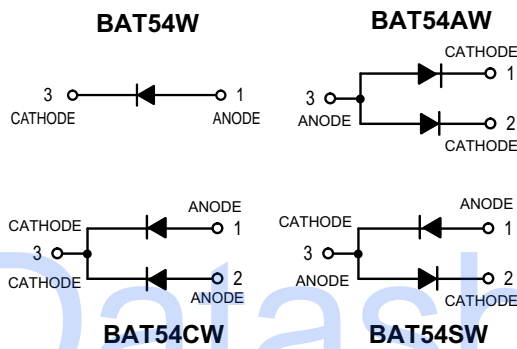 BAT54W
3 1
CATHODE ANODE
BAT54AW
CATHODE
1
3
ANODE
2
CATHODE
ANODE
CATHODE
1
3
CATHODE
2
ANODE
BAT54CW
ANODE
CATHODE
1
3
ANODE
2
CATHODE
BAT54SW
Datash